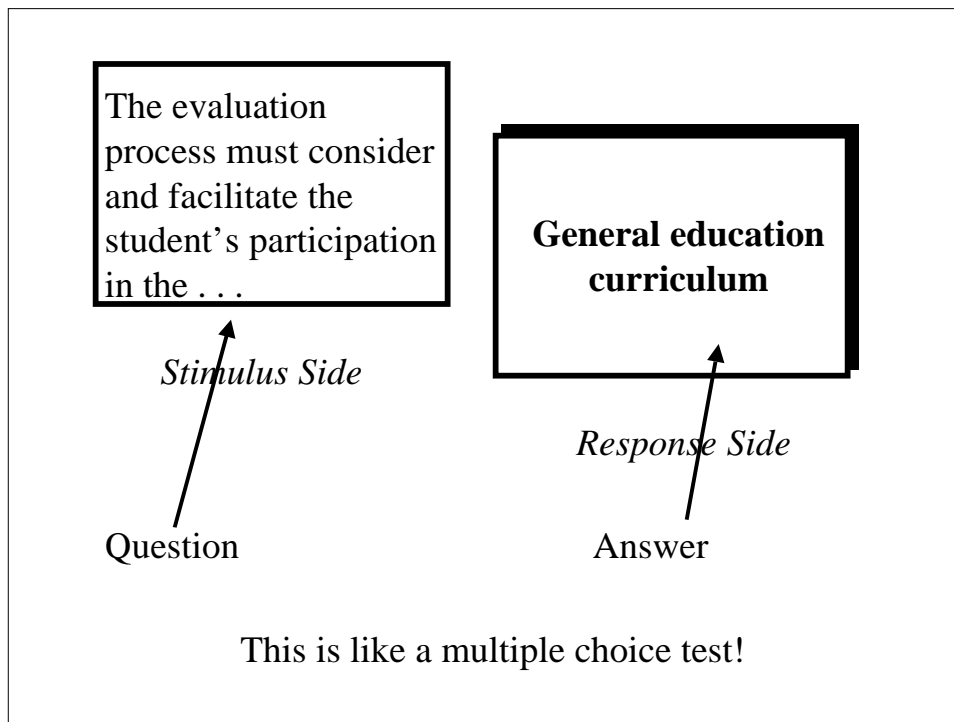 The evaluation
process must consider
and facilitate the
student’s participation
in the . . .
General education
curriculum
Stimulus Side
Response Side
Question
Answer
This is like a multiple choice test!